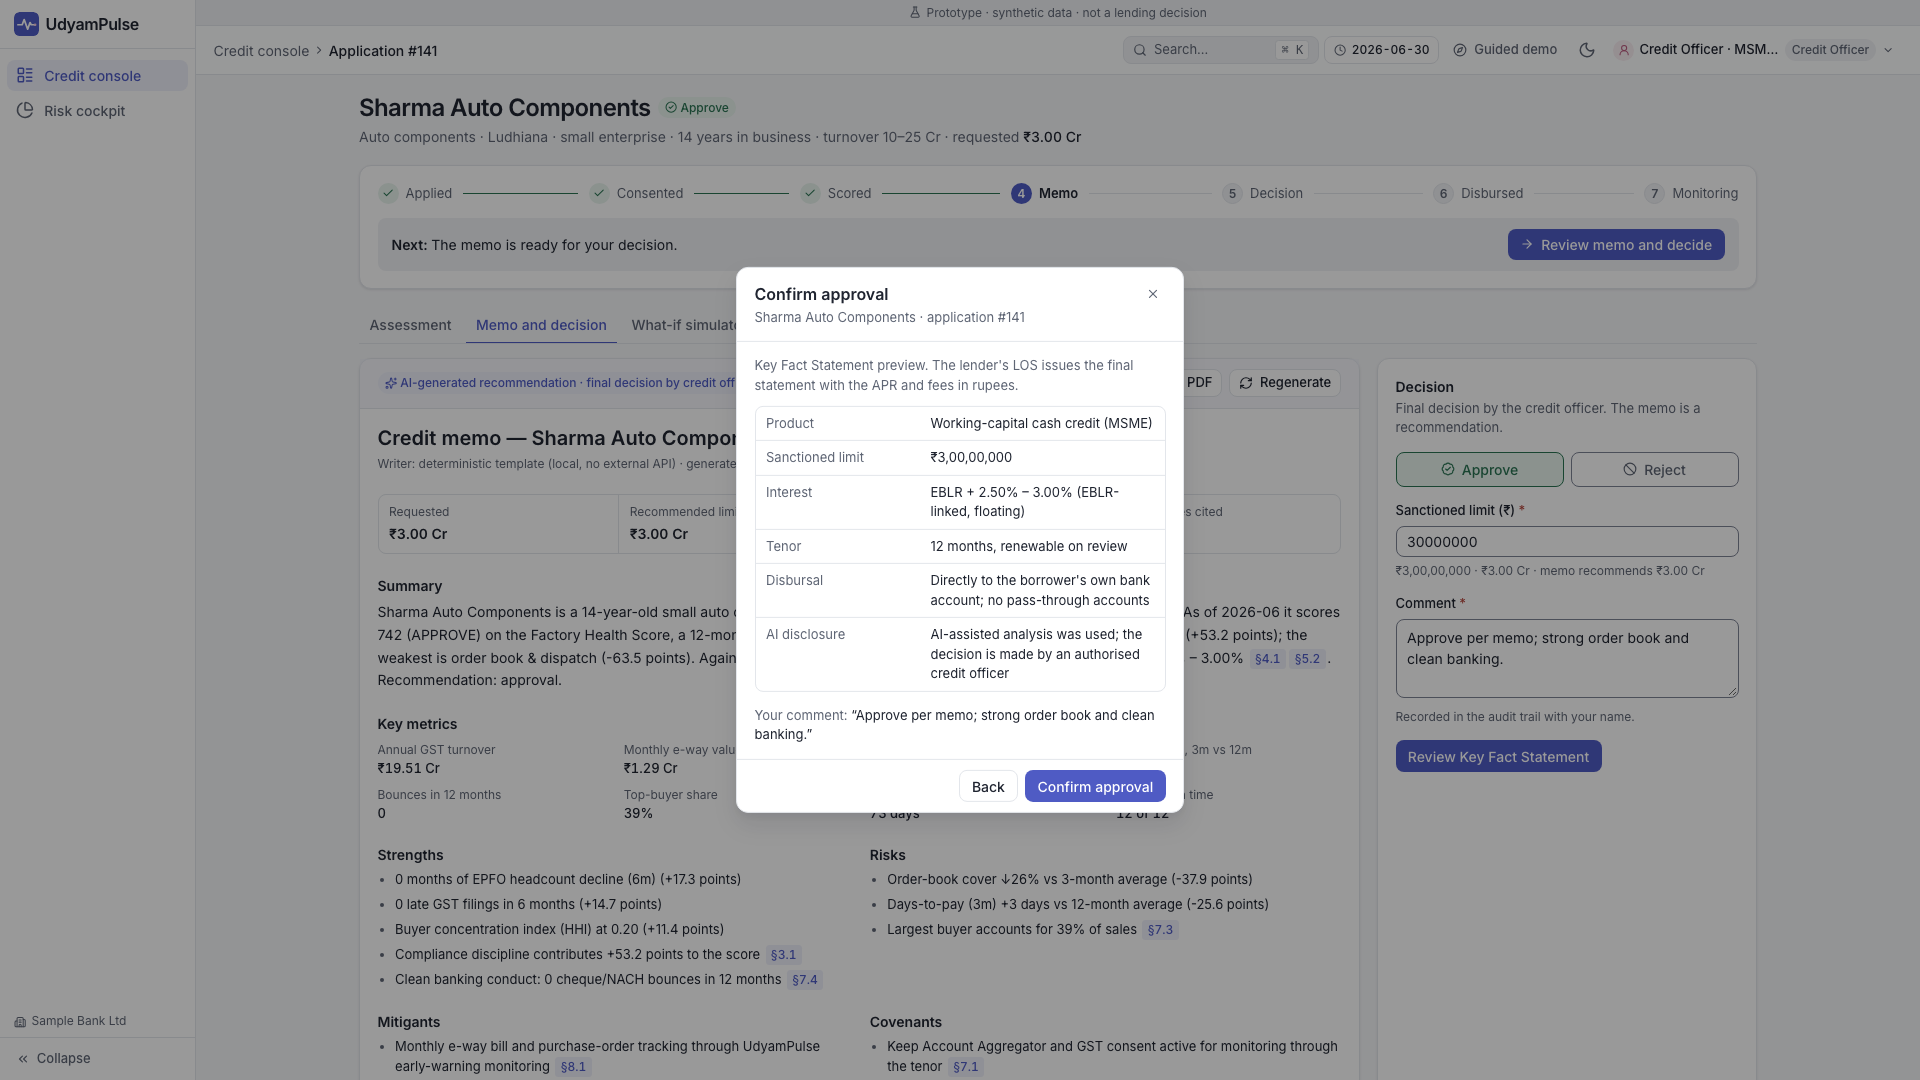 UdyamPulse
Prototype · synthetic data · not a lending decision
Credit console > Application #141
Search... ⌘ K
2026-06-30
Guided demo
Credit Officer · MSM... Credit Officer
Credit console
Risk cockpit
Sharma Auto Components Approve
Auto components · Ludhiana · small enterprise · 14 years in business · turnover 10–25 Cr · requested ₹3.00 Cr
Applied Consented Scored 4 Memo 5 Decision 6 Disbursed 7 Monitoring
Next: The memo is ready for your decision.
Review memo and decide
Assessment Memo and decision What-if simulat
AI-generated recommendation · final decision by credit off
PDF Regenerate
Credit memo — Sharma Auto Compo
Writer: deterministic template (local, no external API) · generate
Requested
₹3.00 Cr
Recommended lim
₹3.00 Cr
s cited
Summary
Sharma Auto Components is a 14-year-old small auto As of 2026-06 it scores
742 (APPROVE) on the Factory Health Score, a 12-mo (+53.2 points); the
weakest is order book & dispatch (-63.5 points). Again – 3.00% §4.1 §5.2 .
Recommendation: approval.
Key metrics
Annual GST turnover
₹19.51 Cr
Monthly e-way valu
₹1.29 Cr
, 3m vs 12m
Bounces in 12 months
0
Top-buyer share
39%
73 days
time
12 of 12
Strengths
• 0 months of EPFO headcount decline (6m) (+17.3 points)
• 0 late GST filings in 6 months (+14.7 points)
• Buyer concentration index (HHI) at 0.20 (+11.4 points)
• Compliance discipline contributes +53.2 points to the score §3.1
• Clean banking conduct: 0 cheque/NACH bounces in 12 months §7.4
Risks
• Order-book cover ↓26% vs 3-month average (-37.9 points)
• Days-to-pay (3m) +3 days vs 12-month average (-25.6 points)
• Largest buyer accounts for 39% of sales §7.3
Mitigants
• Monthly e-way bill and purchase-order tracking through UdyamPulse
early-warning monitoring §8.1
Covenants
• Keep Account Aggregator and GST consent active for monitoring through
the tenor §7.1
Decision
Final decision by the credit officer. The memo is a
recommendation.
Approve Reject
Sanctioned limit (₹) *
30000000
₹3,00,00,000 · ₹3.00 Cr · memo recommends ₹3.00 Cr
Comment *
Approve per memo; strong order book and
clean banking.
Recorded in the audit trail with your name.
Review Key Fact Statement
Confirm approval
Sharma Auto Components · application #141
Key Fact Statement preview. The lender's LOS issues the final
statement with the APR and fees in rupees.
Product Working-capital cash credit (MSME)
Sanctioned limit ₹3,00,00,000
Interest EBLR + 2.50% – 3.00% (EBLR-
linked, floating)
Tenor 12 months, renewable on review
Disbursal Directly to the borrower's own bank
account; no pass-through accounts
AI disclosure AI-assisted analysis was used; the
decision is made by an authorised
credit officer
Your comment: “Approve per memo; strong order book and clean
banking.”
Back Confirm approval
Sample Bank Ltd
Collapse